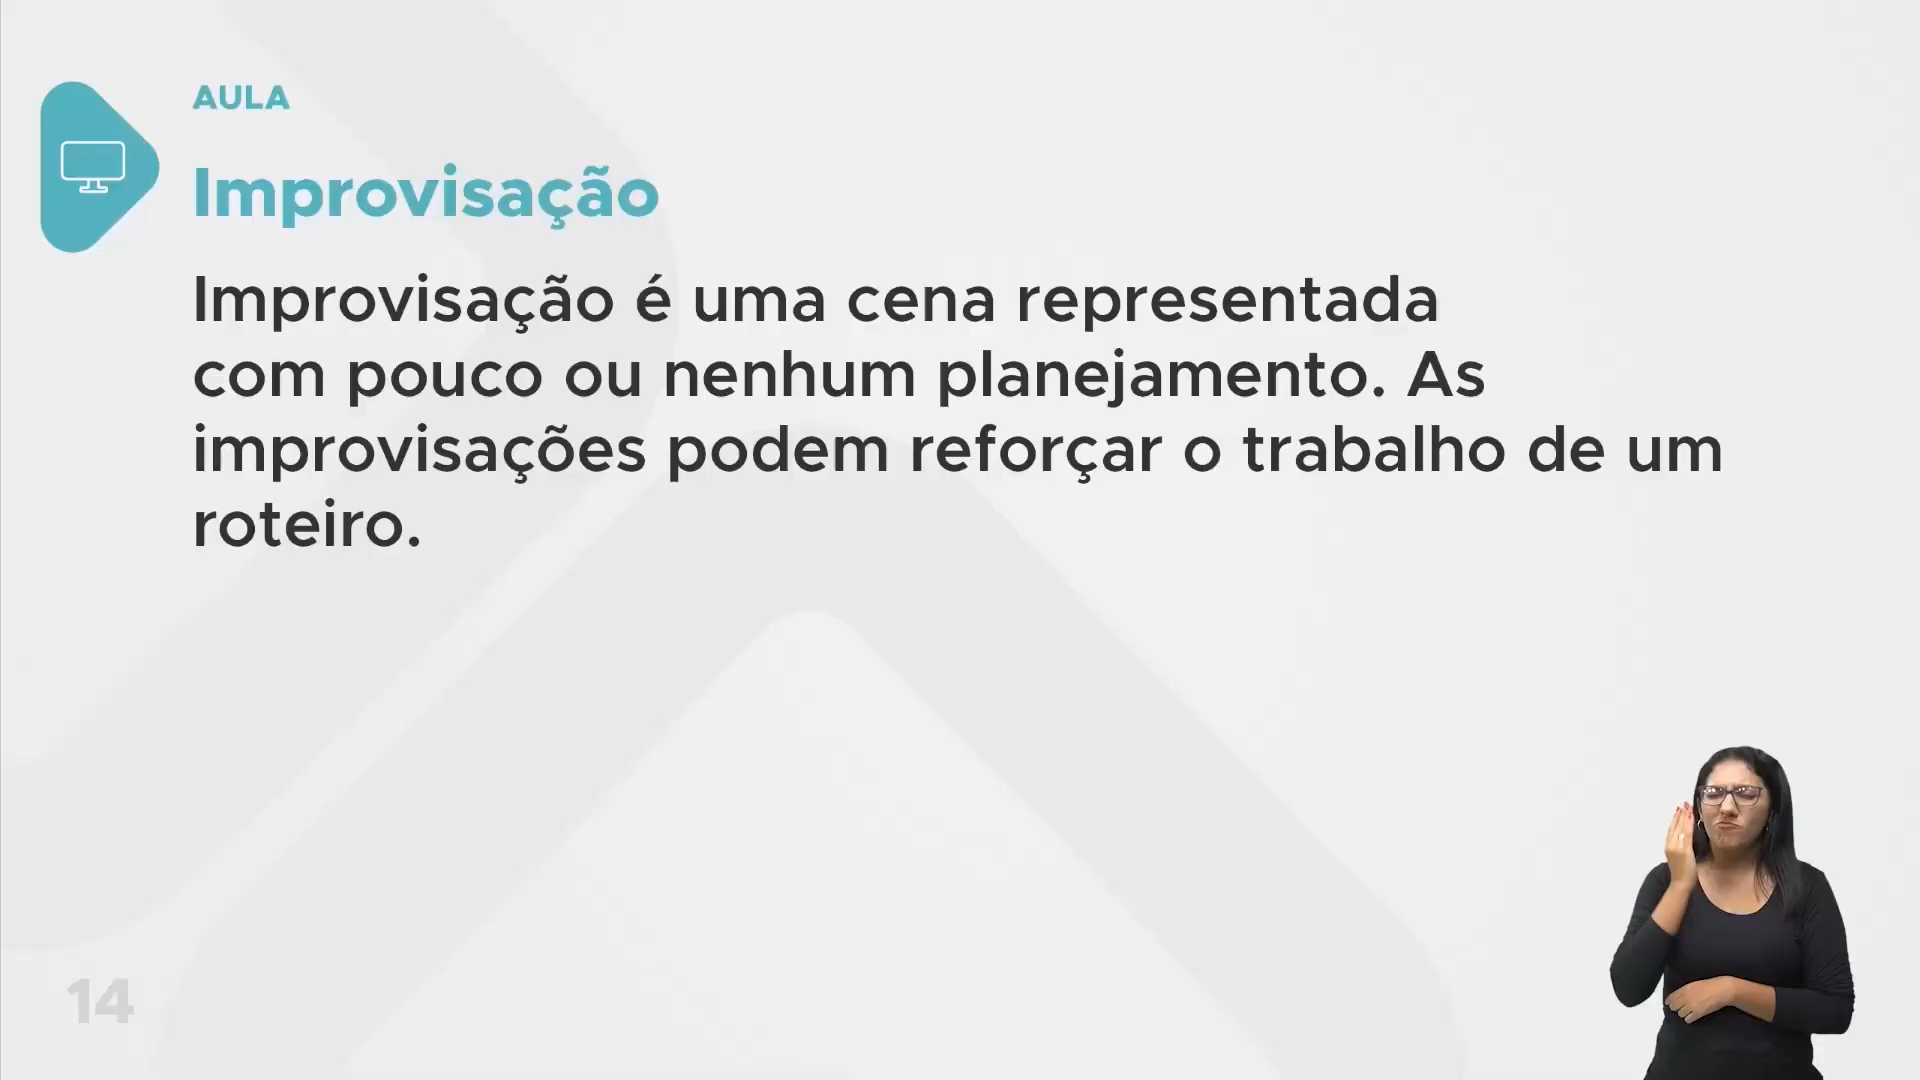 AULA
Improvisação
Improvisação é uma cena representada
com pouco ou nenhum planejamento. As
improvisações podem reforçar o trabalho de um
roteiro.
14